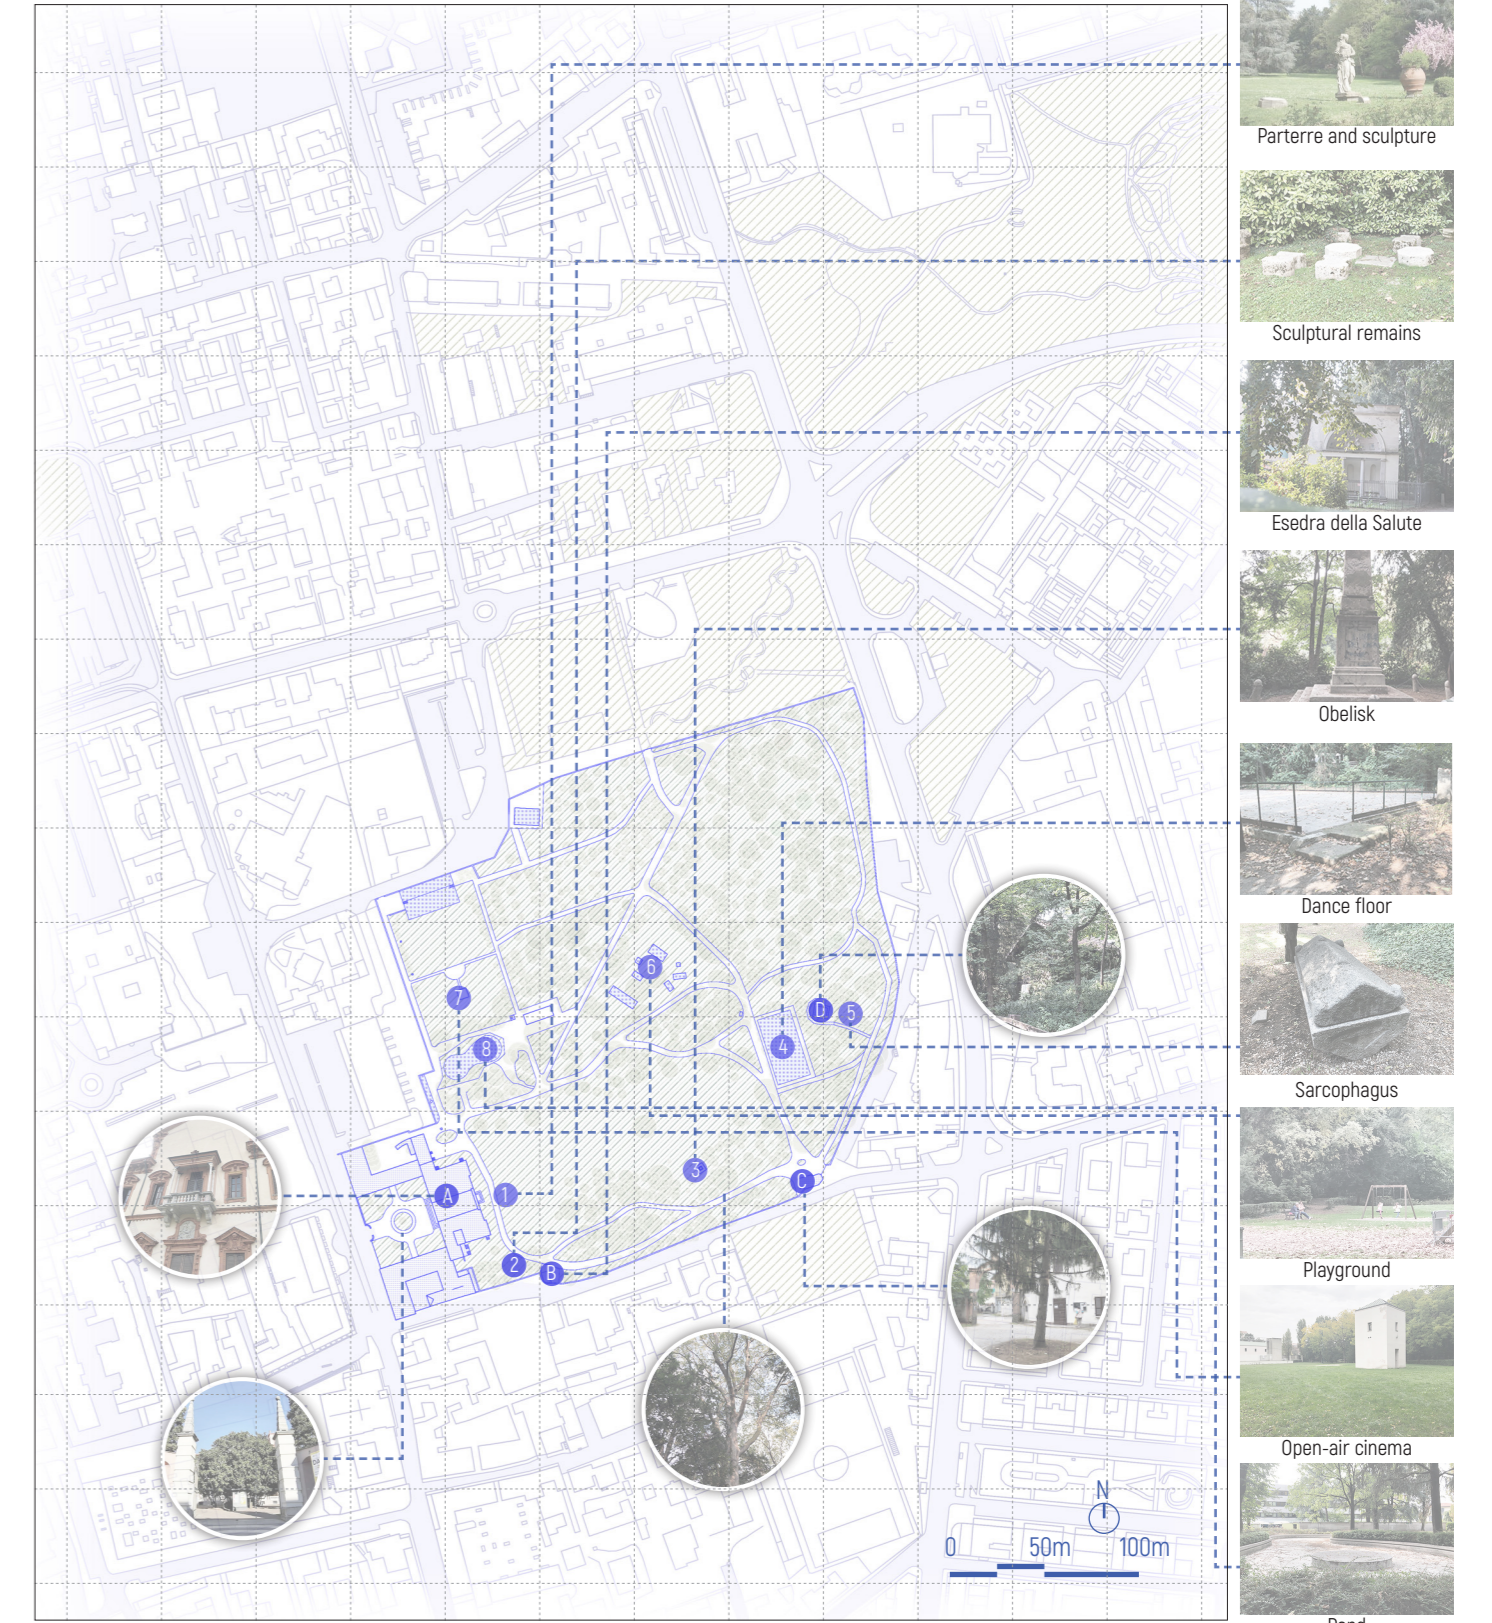 Parterre and sculpture
Sculptural remains
Esedra della Salute
Obelisk
Dance floor
Sarcophagus
Playground
Open-air cinema
Pond
6
7
D
5
8
4
3
A
1
C
2
B
N
0 50m 100m